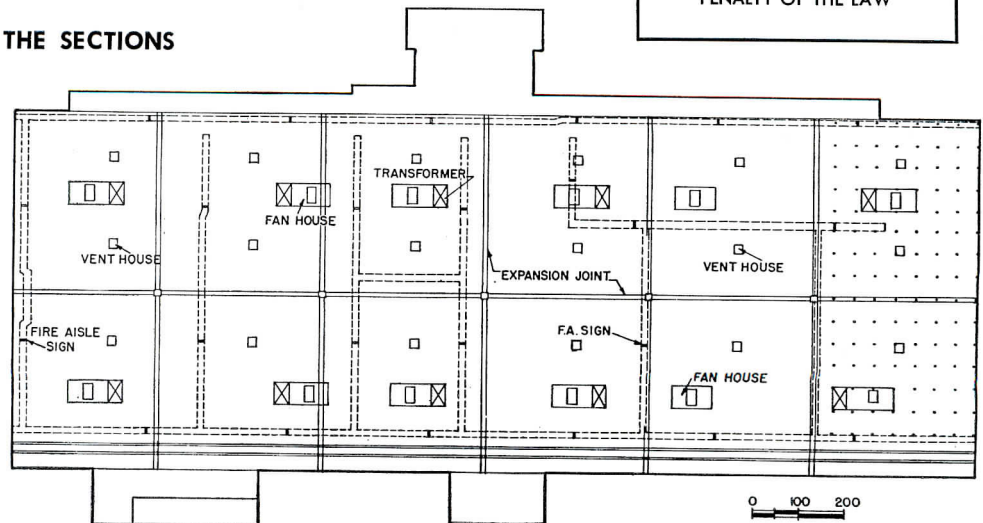 PENALTY OF THE LAW
THE SECTIONS
TRANSFORMER
FAN HOUSE
VENT HOUSE
VENT HOUSE
EXPANSION JOINT
FIRE AISLE
SIGN
F.A. SIGN
FAN HOUSE
0 100 200